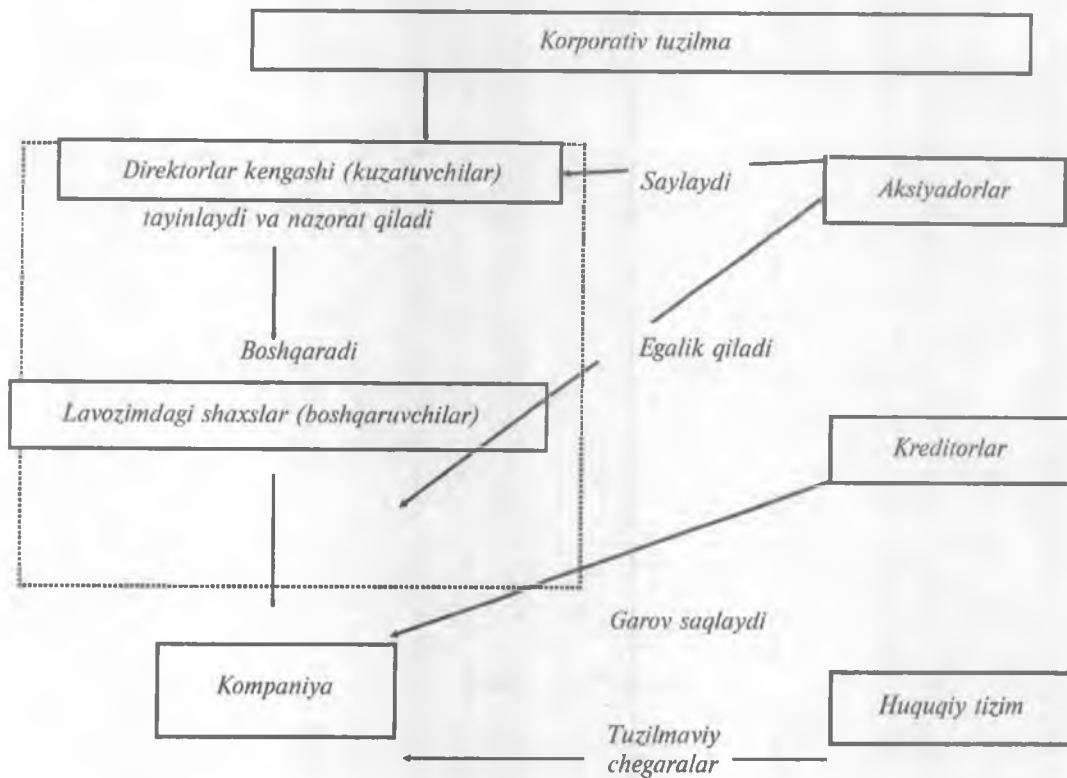 Korporativ tuzilma
Direktorlar kengashi (kuzatuvchilar)
tayinlaydi va nazorat qiladi
Saylaydi
Aksiyadorlar
Boshqaradi
Egalik qiladi
Lavozimdagi shaxslar (boshqaruvchilar)
Kreditorlar
Garov saqlaydi
Kompaniya
Huquqiy tizim
Tuzilmaviy
chegaralar